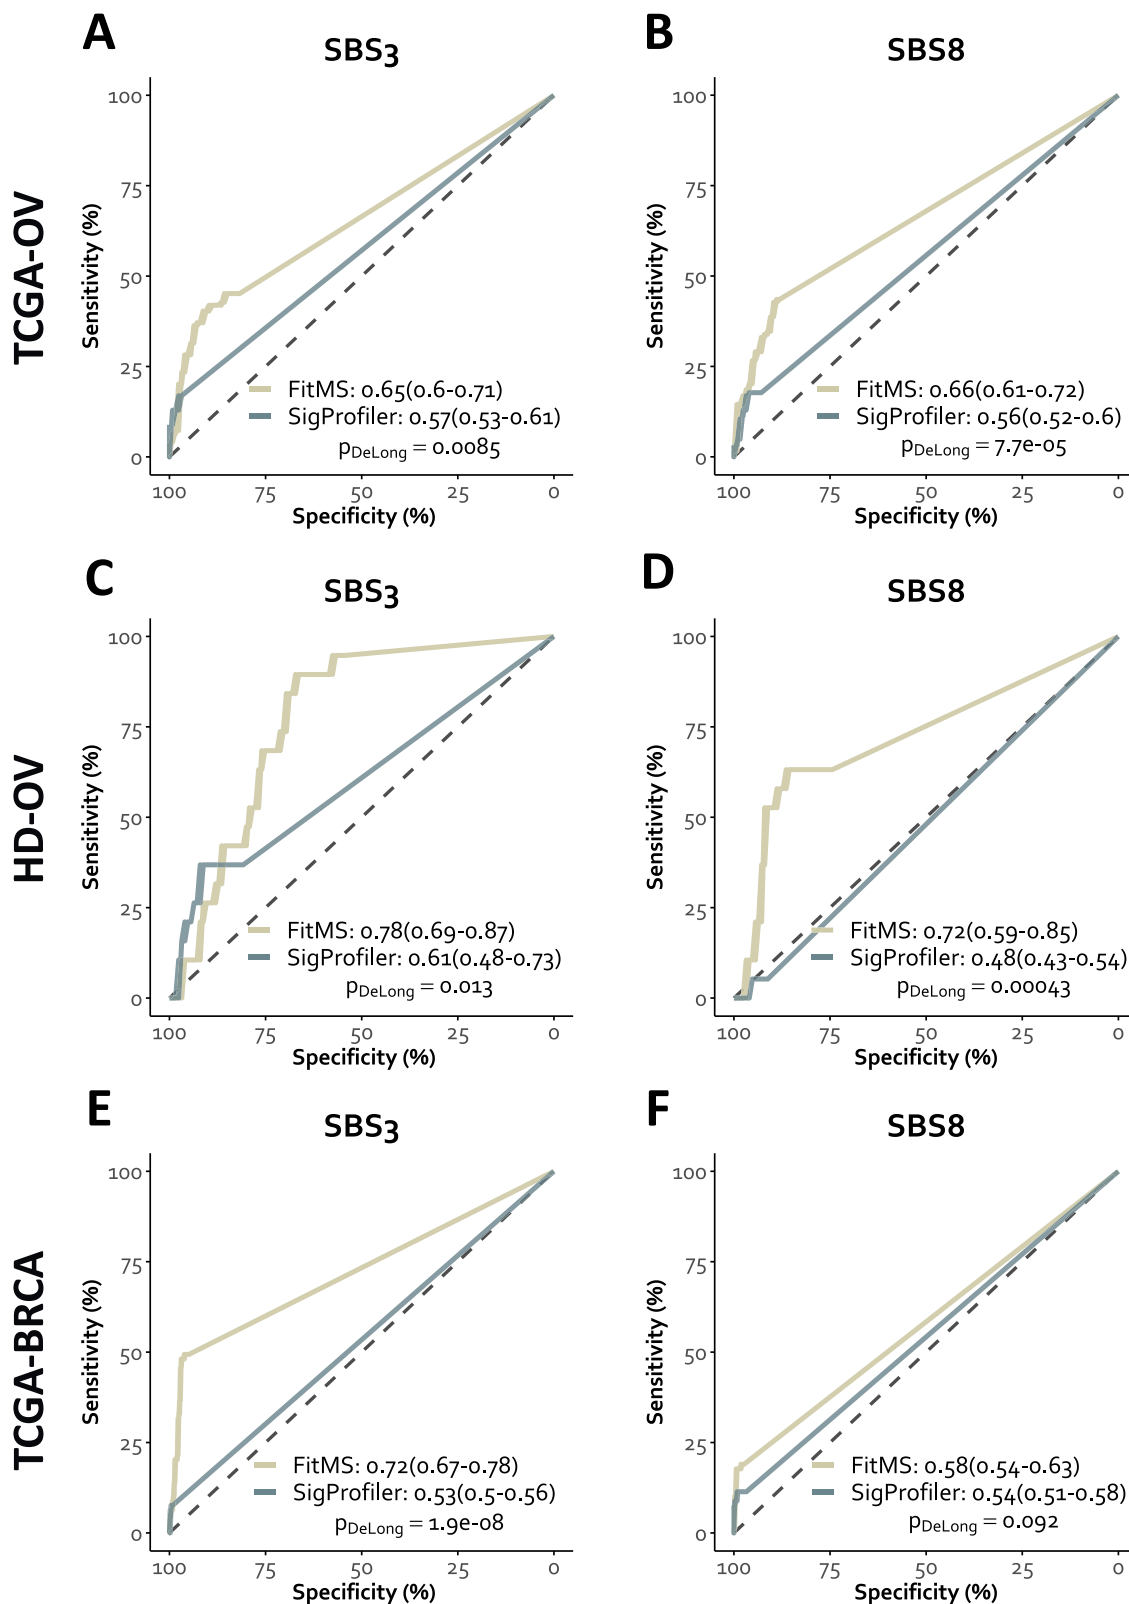 A
SBS3
TCGA-OV
Sensitivity (%)
100
75
50
25
0
FitMS: 0.65(0.6-0.71)
SigProfiler: 0.57(0.53-0.61)
pDeLong = 0.0085
100 75 50 25 0
Specificity (%)
B
SBS8
Sensitivity (%)
100
75
50
25
0
FitMS: 0.66(0.61-0.72)
SigProfiler: 0.56(0.52-0.6)
pDeLong = 7.7e-05
100 75 50 25 0
Specificity (%)
C
SBS3
HD-OV
Sensitivity (%)
100
75
50
25
0
FitMS: 0.78(0.69-0.87)
SigProfiler: 0.61(0.48-0.73)
pDeLong = 0.013
100 75 50 25 0
Specificity (%)
D
SBS8
Sensitivity (%)
100
75
50
25
0
FitMS: 0.72(0.59-0.85)
SigProfiler: 0.48(0.43-0.54)
pDeLong = 0.00043
100 75 50 25 0
Specificity (%)
E
SBS3
TCGA-BRCA
Sensitivity (%)
100
75
50
25
0
FitMS: 0.72(0.67-0.78)
SigProfiler: 0.53(0.5-0.56)
pDeLong = 1.9e-08
100 75 50 25 0
Specificity (%)
F
SBS8
Sensitivity (%)
100
75
50
25
0
FitMS: 0.58(0.54-0.63)
SigProfiler: 0.54(0.51-0.58)
pDeLong = 0.092
100 75 50 25 0
Specificity (%)